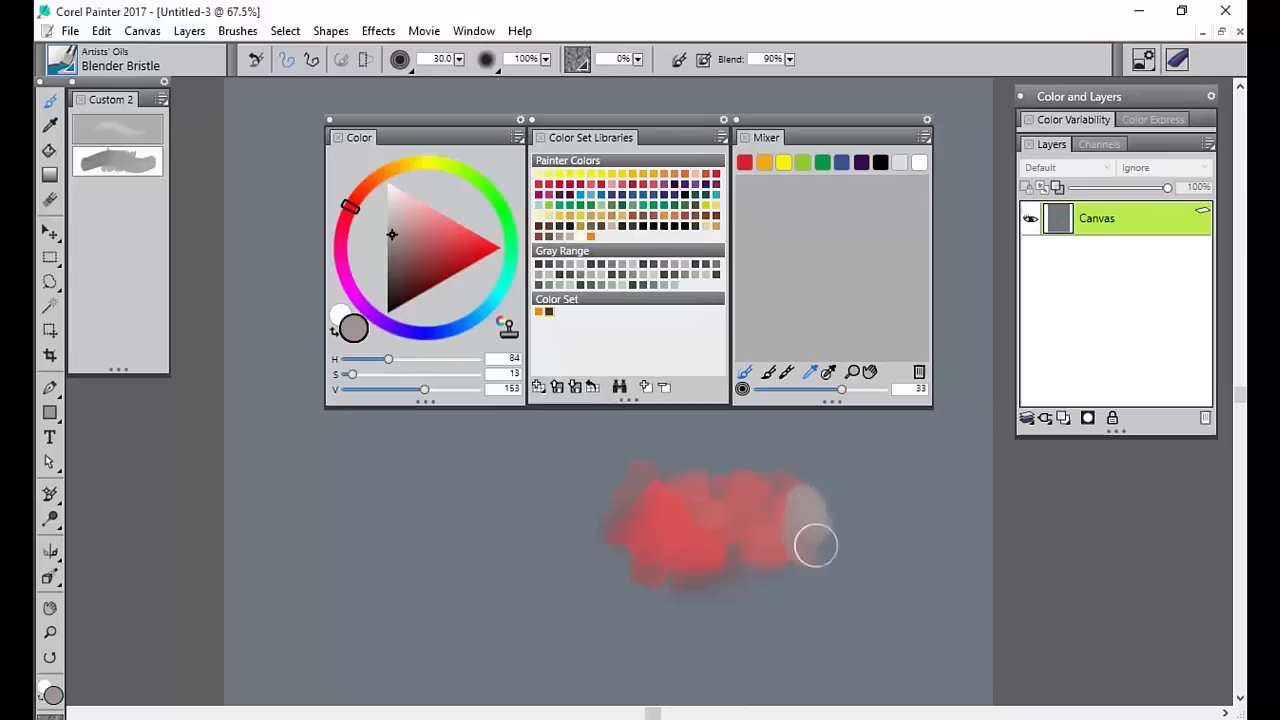 Corel Painter 2017 - [Untitled-3 @ 67.5%]
File Edit Canvas Layers Brushes Select Shapes Effects Movie Window Help
Artists' Oils
Blender Bristle
30.0 100% 0% Blend: 90%
Custom 2
Color
H 84
S 13
V 153
Color Set Libraries
Painter Colors
Gray Range
Color Set
Mixer
33
Color and Layers
Color Variability Color Express
Layers Channels
Default Ignore
100%
Canvas
T